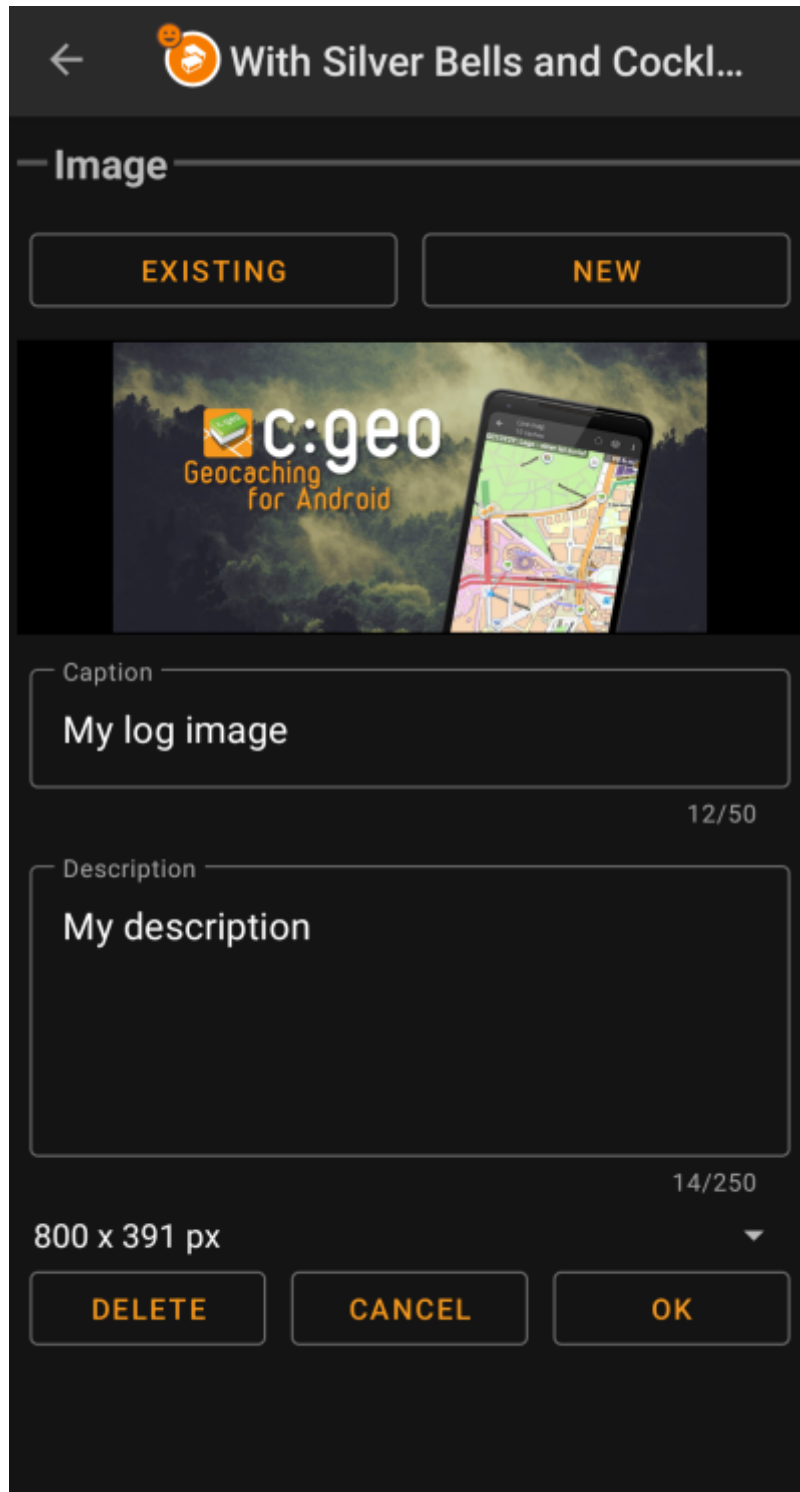 With Silver Bells and Cockl...
Image
EXISTING
NEW
c:geo
Geocaching
for Android
Caption
My log image
12/50
Description
My description
14/250
800 x 391 px
DELETE
CANCEL
OK